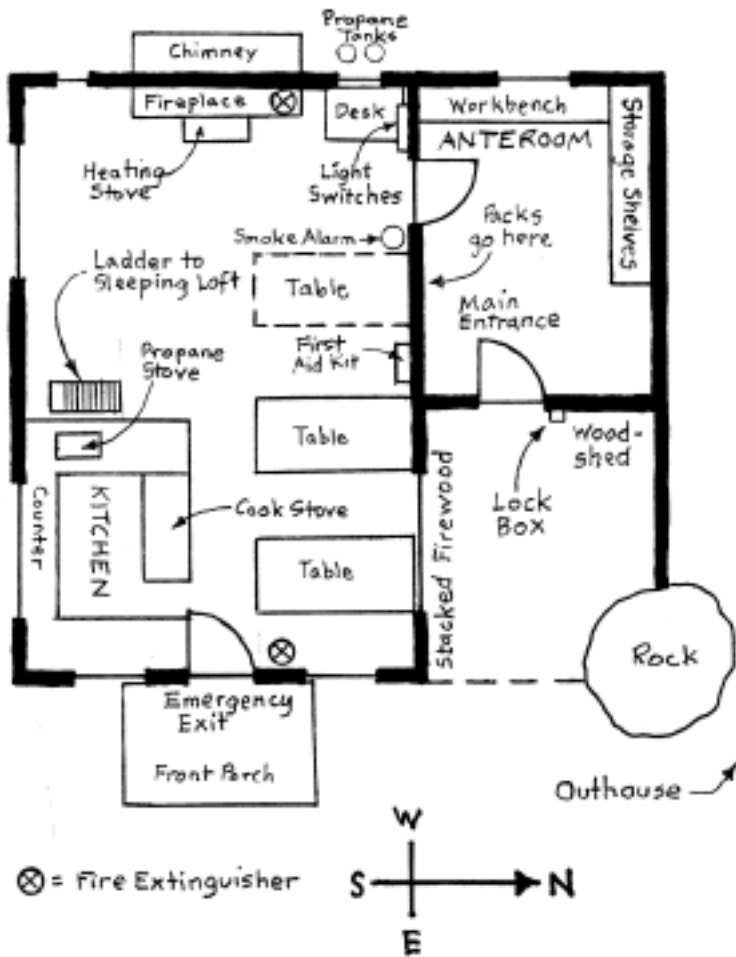 Propane
Tanks
Chimney
Fireplace
Desk
Workbench
Storage Shelves
ANTEROOM
Heating
Stove
Light
Switches
Packs
go here
Smoke Alarm
Ladder to
Sleeping Loft
Table
Main
Entrance
Propane
Stove
First
Aid Kit
Table
Wood-
shed
Lock
Box
Counter
KITCHEN
Cook Stove
Stacked Firewood
Table
Rock
Emergency
Exit
Front Porch
Outhouse
= Fire Extinguisher
W
S N
E